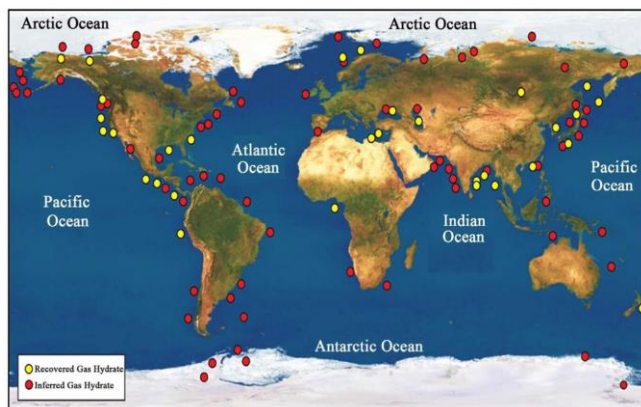 Arctic Ocean
Arctic Ocean
Atlantic
Ocean
Pacific
Ocean
Pacific
Ocean
Indian
Ocean
Antarctic Ocean
Recovered Gas Hydrate
Inferred Gas Hydrate